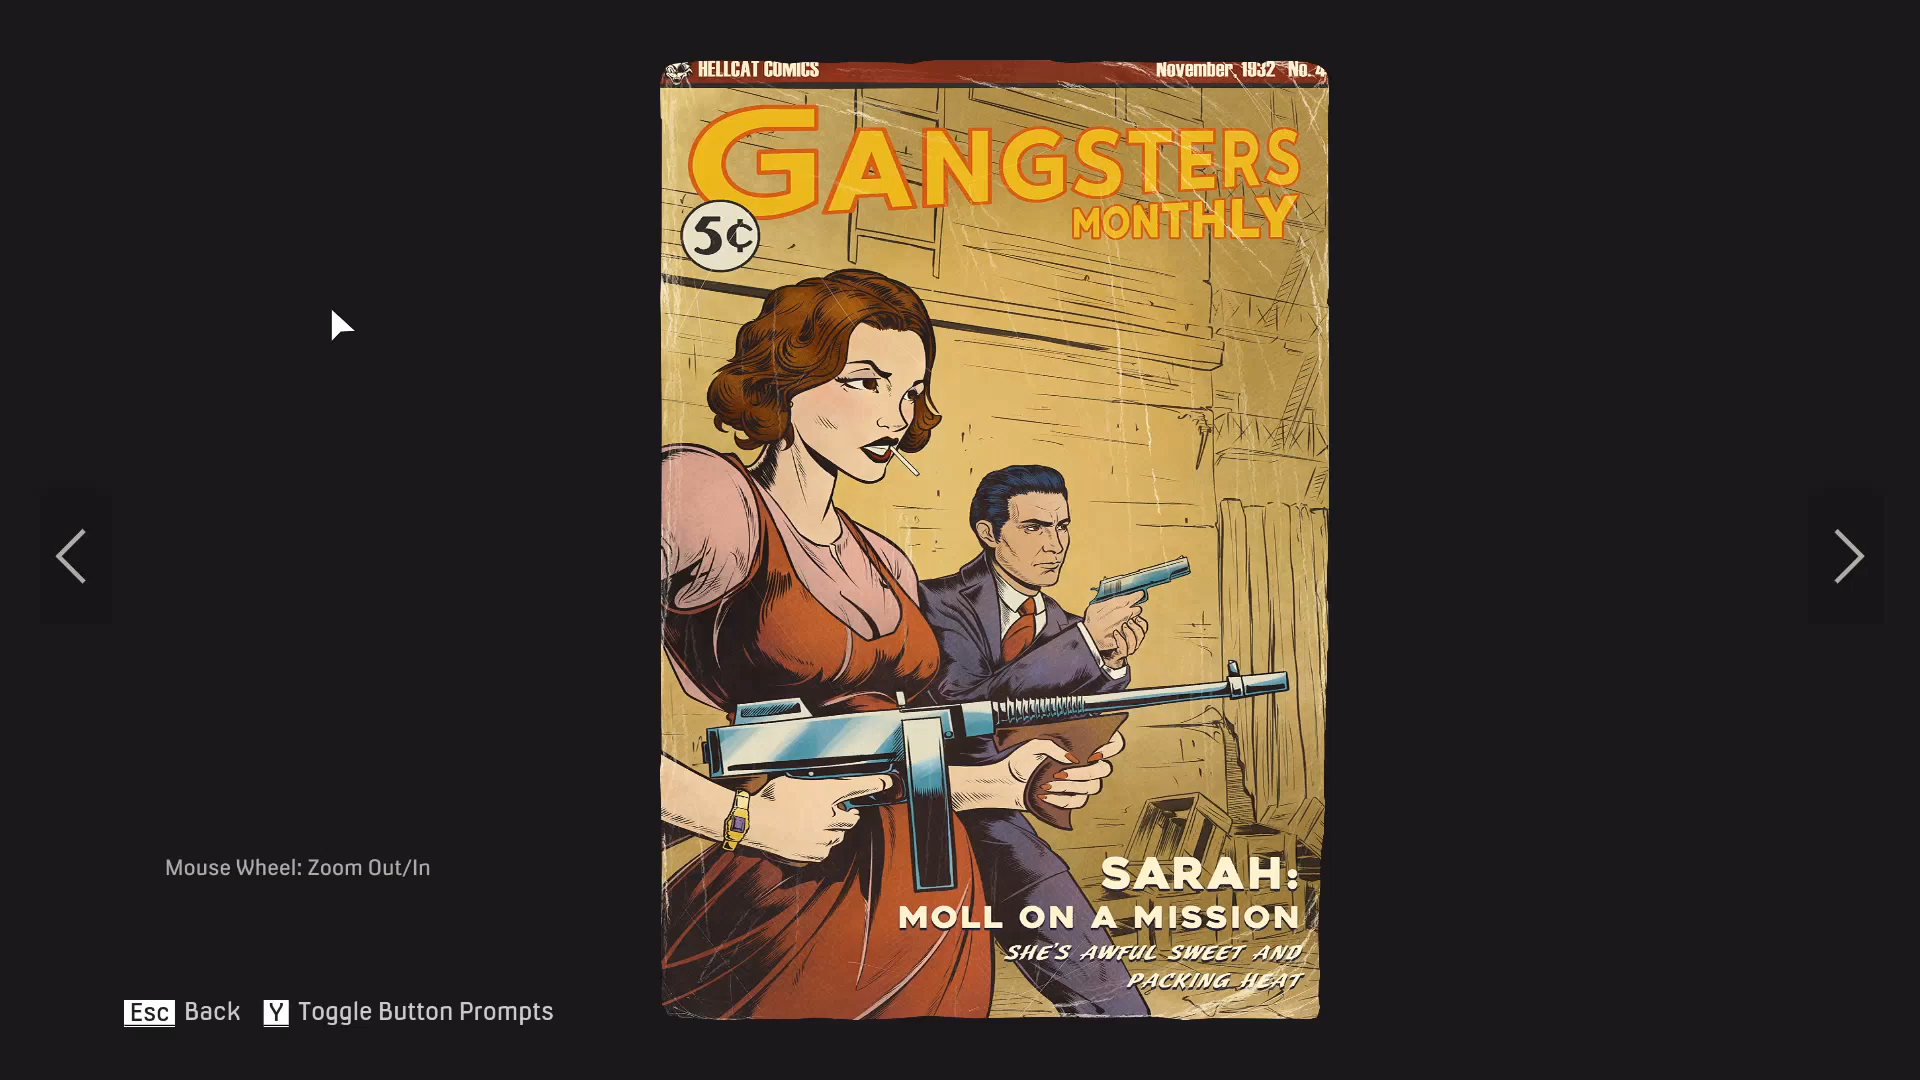 HELLCAT COMICS
November, 1932 No. 4
GANGSTERS
MONTHLY
5¢
SARAH:
MOLL ON A MISSION
SHE'S AWFUL SWEET AND
PACKING HEAT
Mouse Wheel: Zoom Out/In
Esc Back Y Toggle Button Prompts